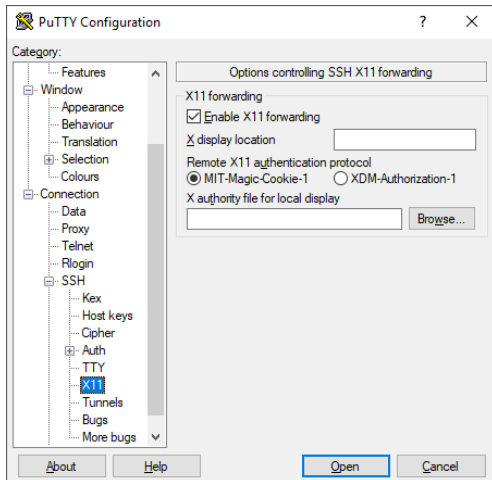 PuTTY Configuration
?
Category:
Features
Window
Appearance
Behaviour
Translation
Selection
Colours
Connection
Data
Proxy
Telnet
Rlogin
SSH
Kex
Host keys
Cipher
Auth
TTY
X11
Tunnels
Bugs
More bugs
Options controlling SSH X11 forwarding
X11 forwarding
Enable X11 forwarding
X display location
Remote X11 authentication protocol
MIT-Magic-Cookie-1 XDM-Authorization-1
X authority file for local display
Browse...
About Help Open Cancel